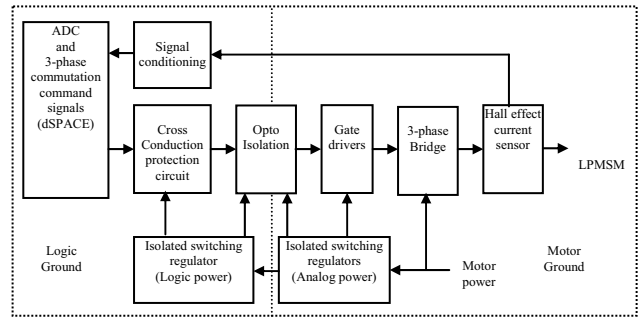 ADC
and
3-phase
commutation
command
signals
(dSPACE)
Signal
conditioning
Cross
Conduction
protection
circuit
Opto
Isolation
Gate
drivers
3-phase
Bridge
Hall effect
current
sensor
LPMSM
Logic
Ground
Isolated switching
regulator
(Logic power)
Isolated switching
regulators
(Analog power)
Motor
power
Motor
Ground